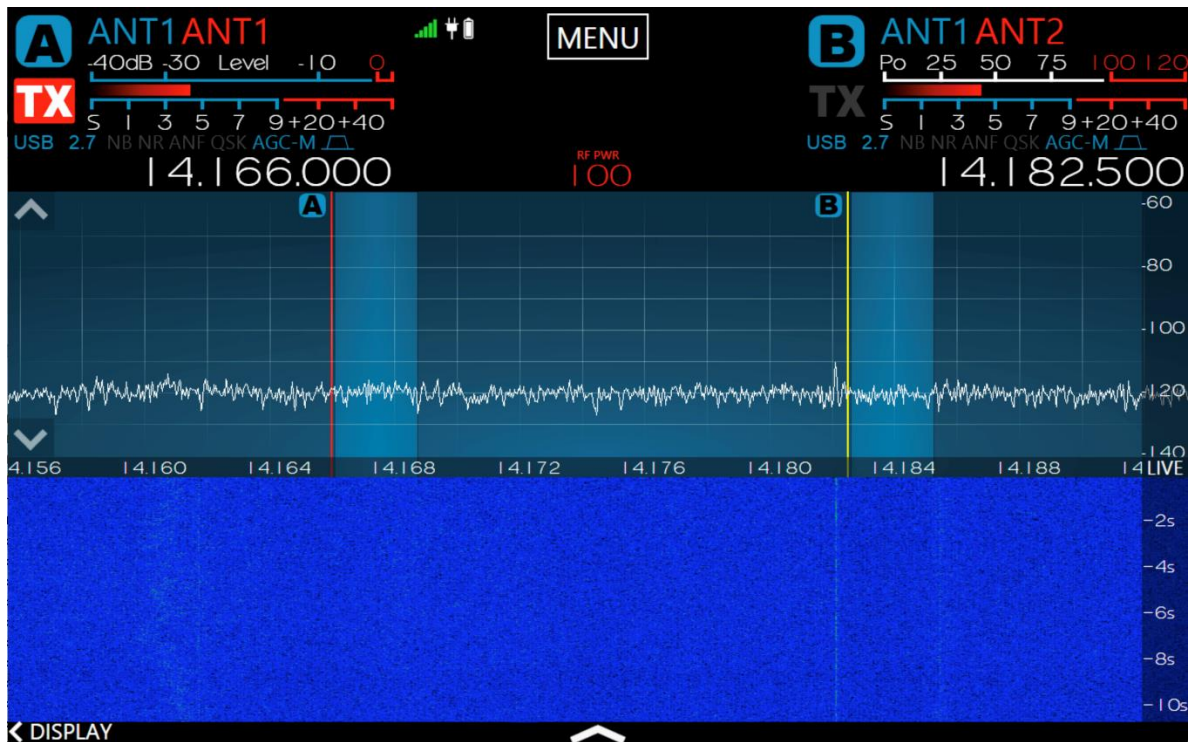 A ANT1 ANT1 MENU B ANT1 ANT2
-40dB -30 Level -10 0 Po 25 50 75 100 120
TX TX
S 1 3 5 7 9 +20 +40 S 1 3 5 7 9 +20 +40
USB 2.7 NB NR ANF QSK AGC-M USB 2.7 NB NR ANF QSK AGC-M
RF PWR
14.166.000 100 14.182.500
A B -60
-80
-100
-120
-140
4.156 14.160 14.164 14.168 14.172 14.176 14.180 14.184 14.188 14 LIVE
-2s
-4s
-6s
-8s
-10s
< DISPLAY